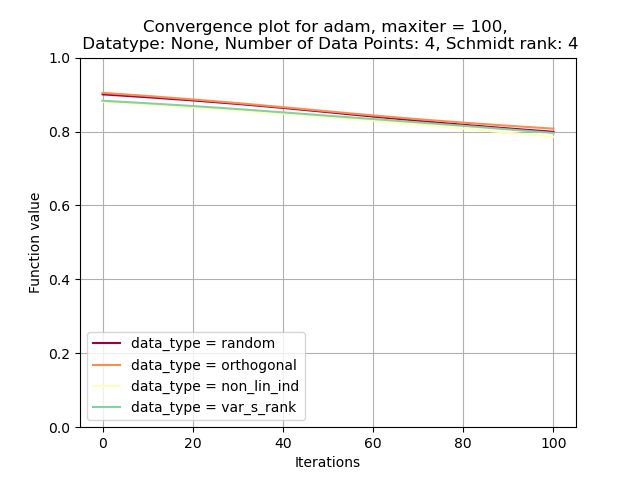 Convergence plot for adam, maxiter = 100,
Datatype: None, Number of Data Points: 4, Schmidt rank: 4
1.0
0.8
0.6
0.4
0.2
0.0
Function value
data_type = random
data_type = orthogonal
data_type = non_lin_ind
data_type = var_s_rank
0 20 40 60 80 100
Iterations